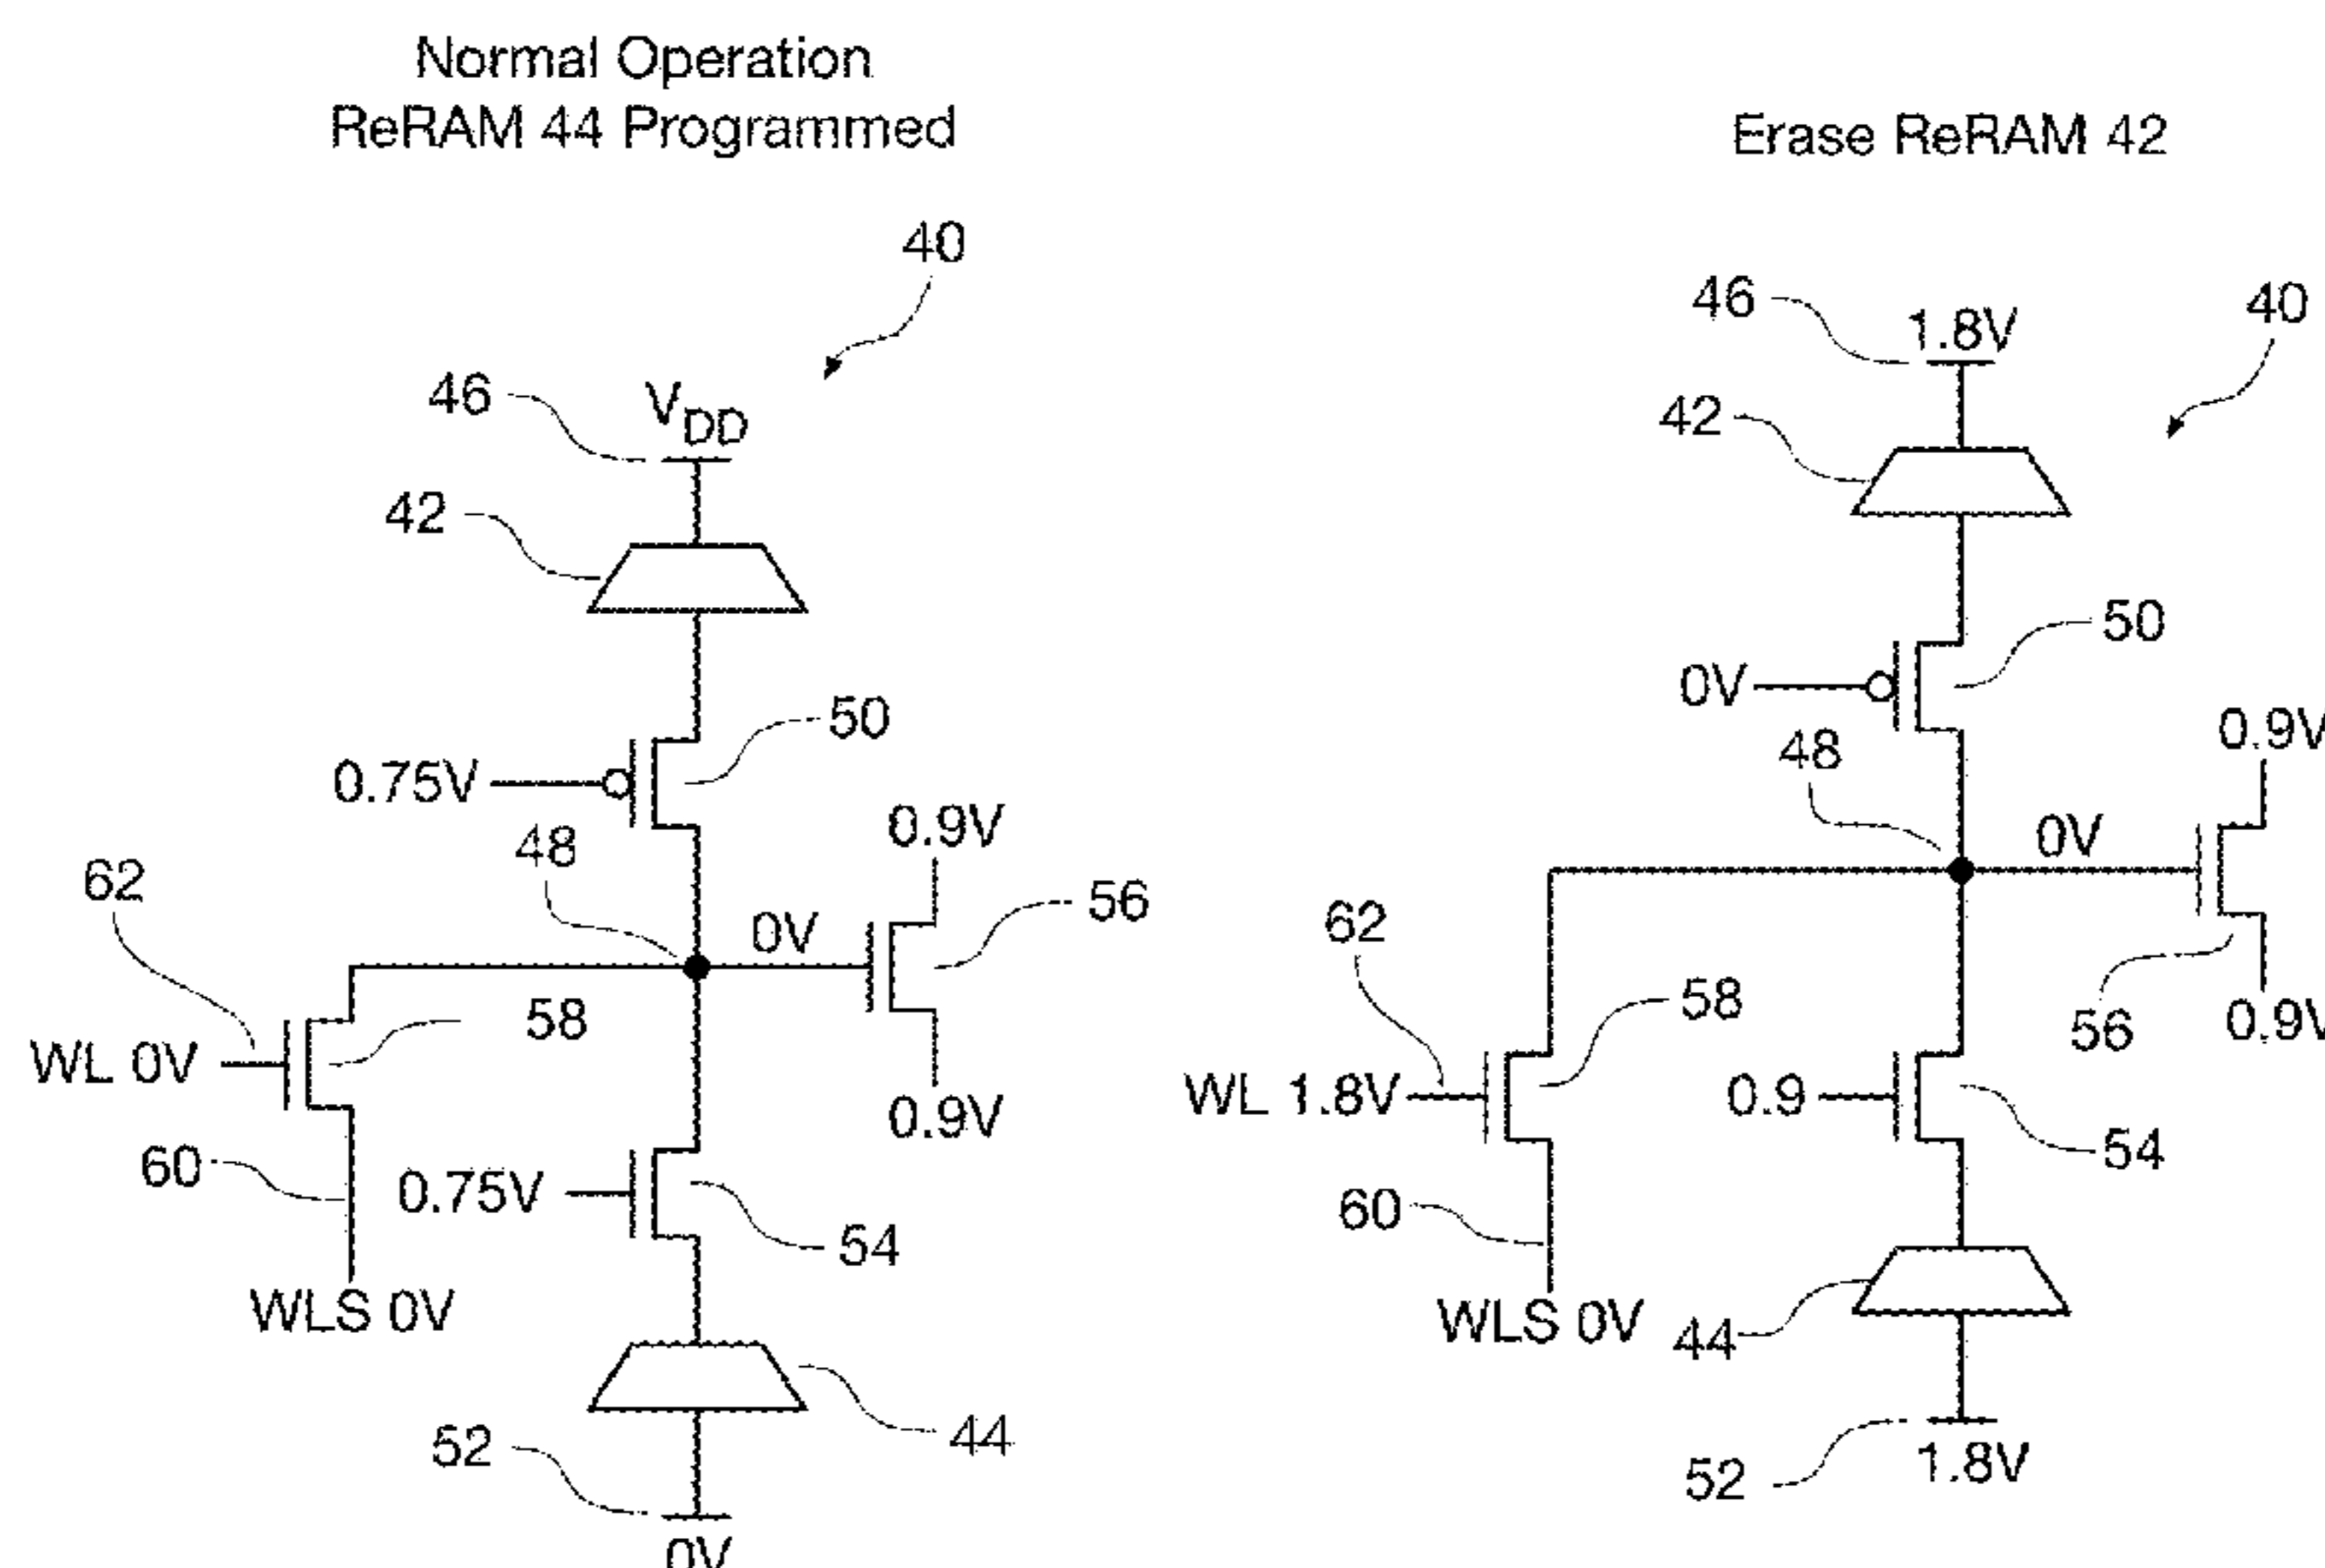 Normal Operation
ReRAM 44 Programmed
40
46
VDD
42
50
0.75V
48
0.9V
62
0V
56
58
WL 0V
0.9V
60
0.75V
54
WLS 0V
44
52
0V
Erase ReRAM 42
46
1.8V
40
42
50
0V
48
0.9V
0V
62
58
56
0.9V
WL 1.8V
0.9
54
60
WLS 0V
44
52
1.8V